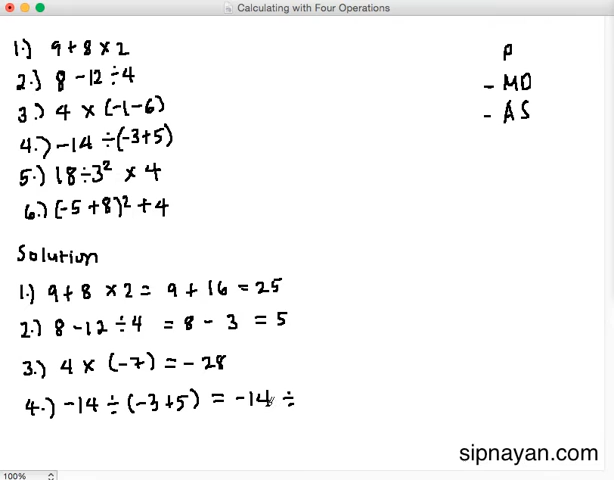 Calculating with Four Operations
1.) 9 + 8 × 2
2.) 8 - 12 ÷ 4
3.) 4 × (-1 - 6)
4.) -14 ÷ (-3 + 5)
5.) 18 ÷ 3² × 4
6.) (-5 + 8)² + 4
P
- MD
- AS
Solution
1.) 9 + 8 × 2 = 9 + 16 = 25
2.) 8 - 12 ÷ 4 = 8 - 3 = 5
3.) 4 × (-7) = -28
4.) -14 ÷ (-3 + 5) = -14 ÷
sipnayan.com
100%